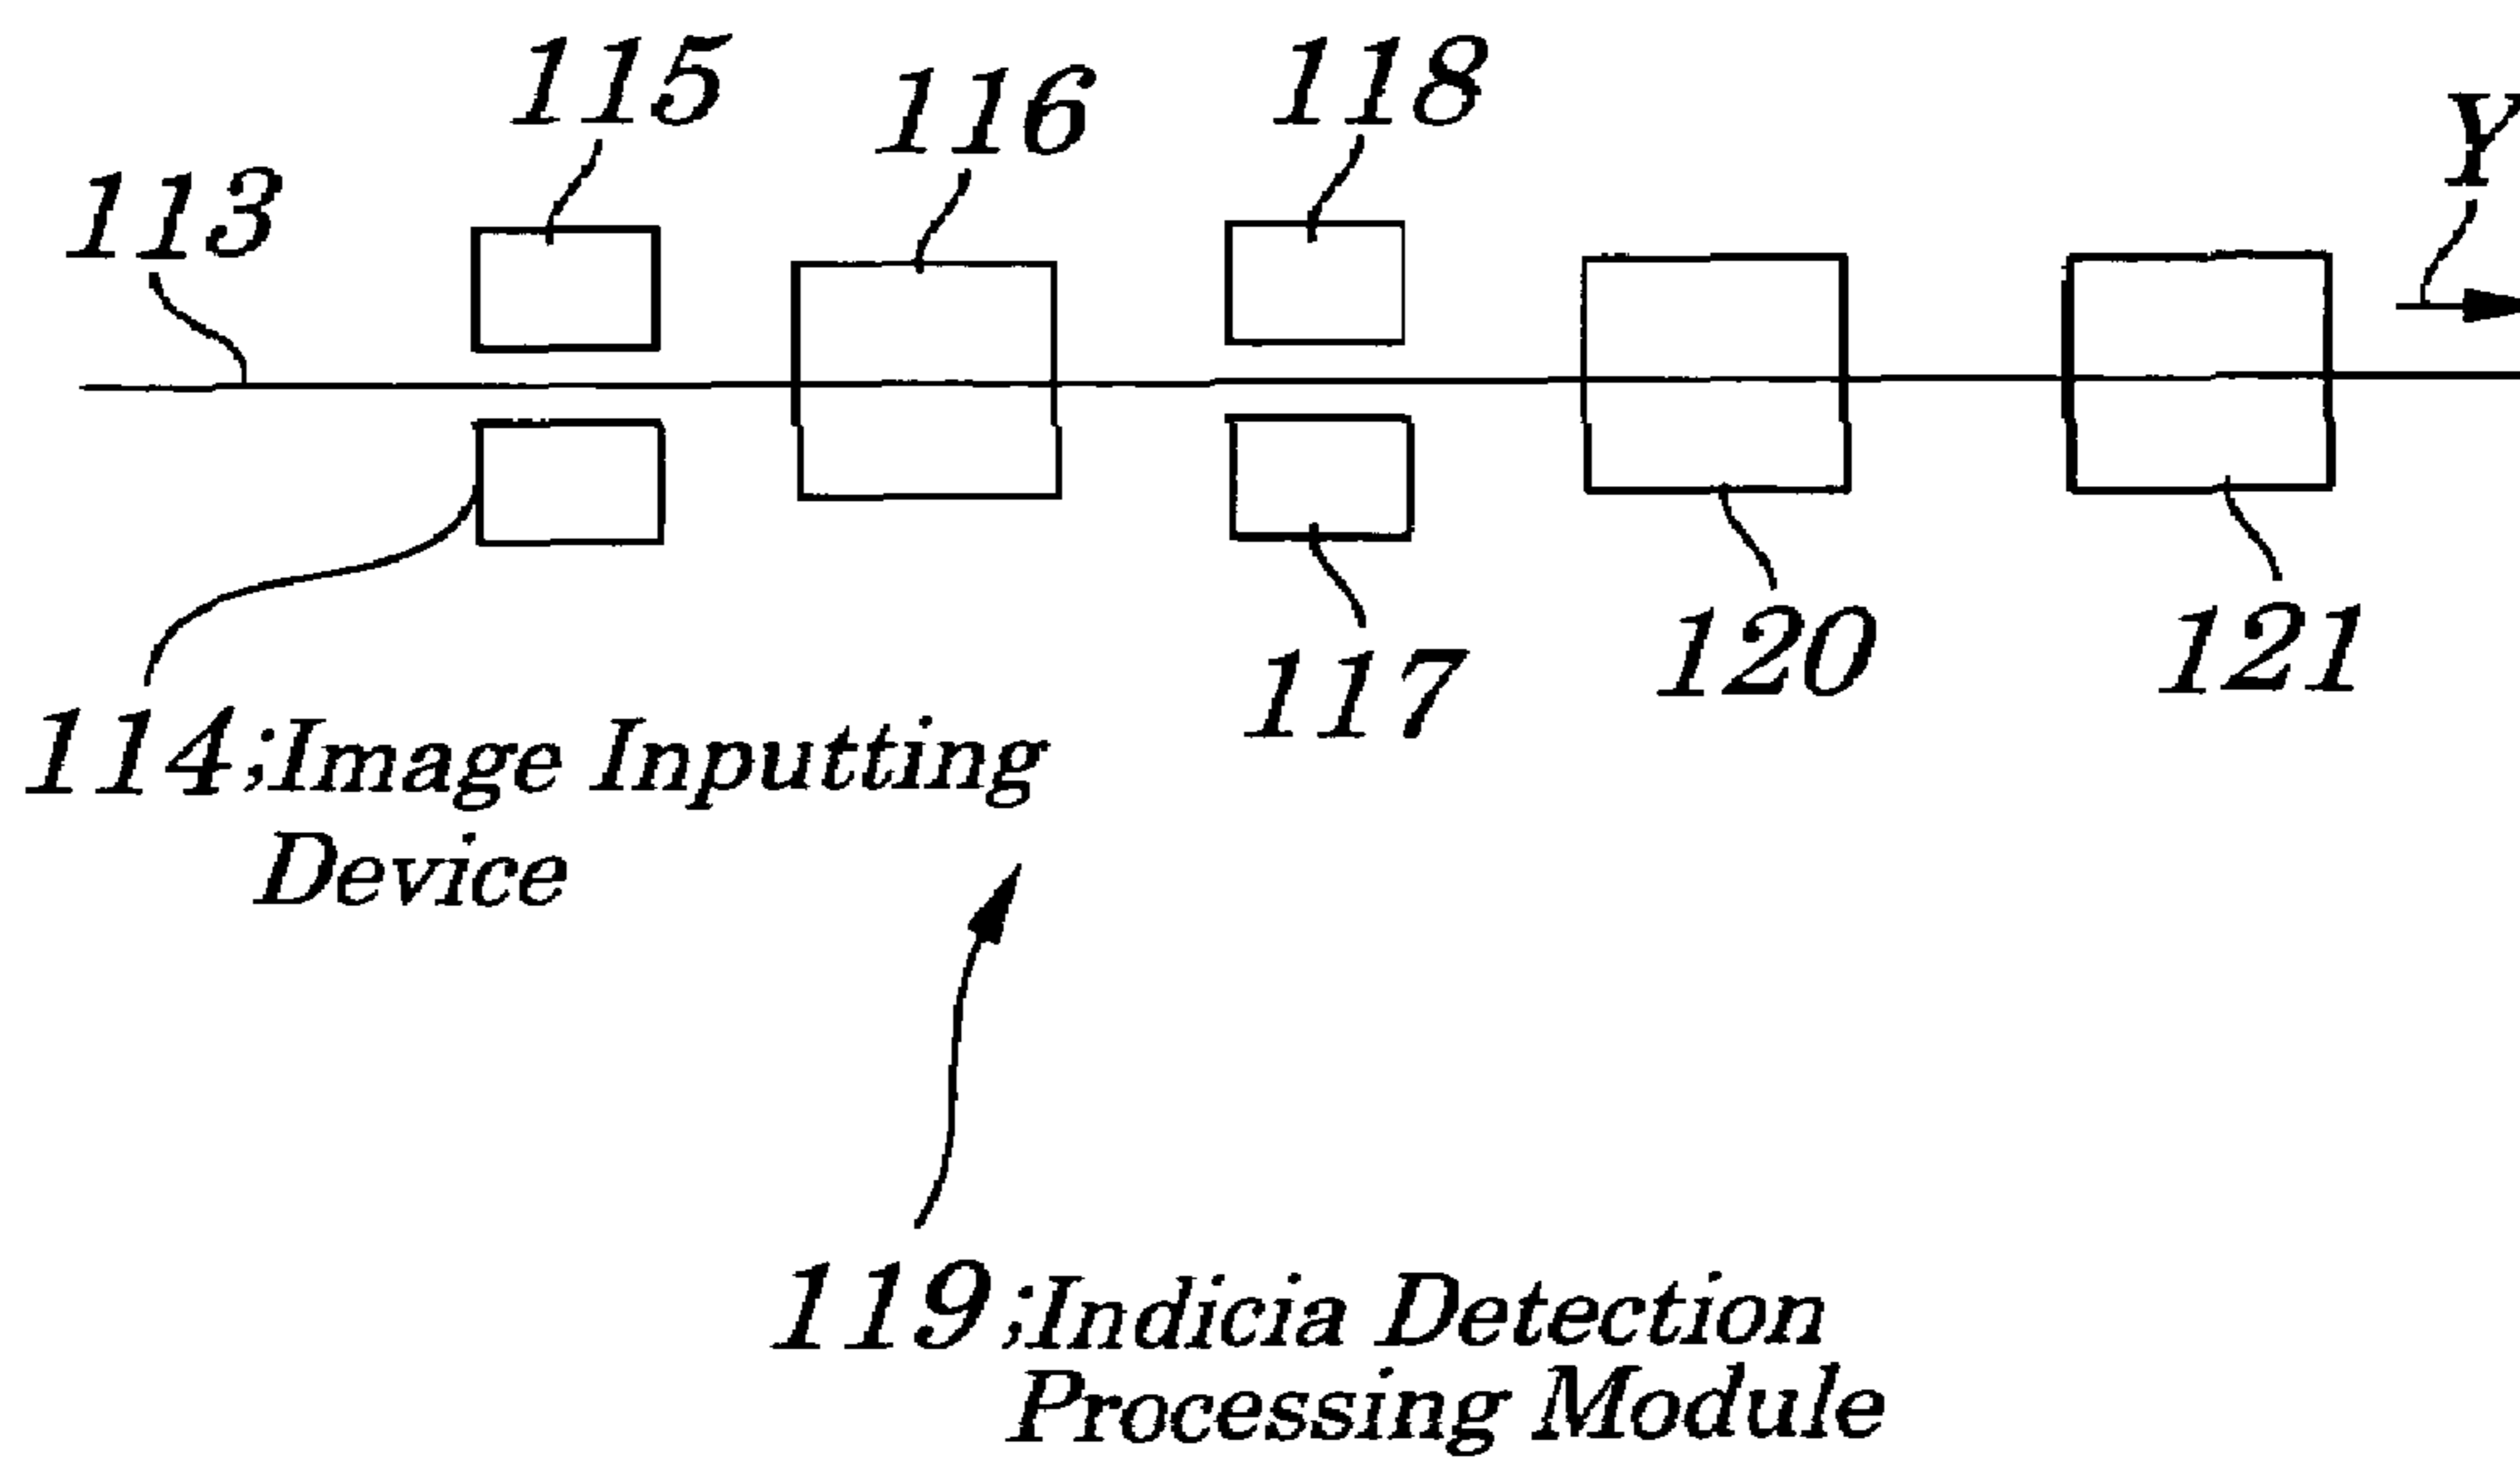 115
118
116
Y
113
120
121
117
114;Image Inputting
Device
119;Indicia Detection
Processing Module